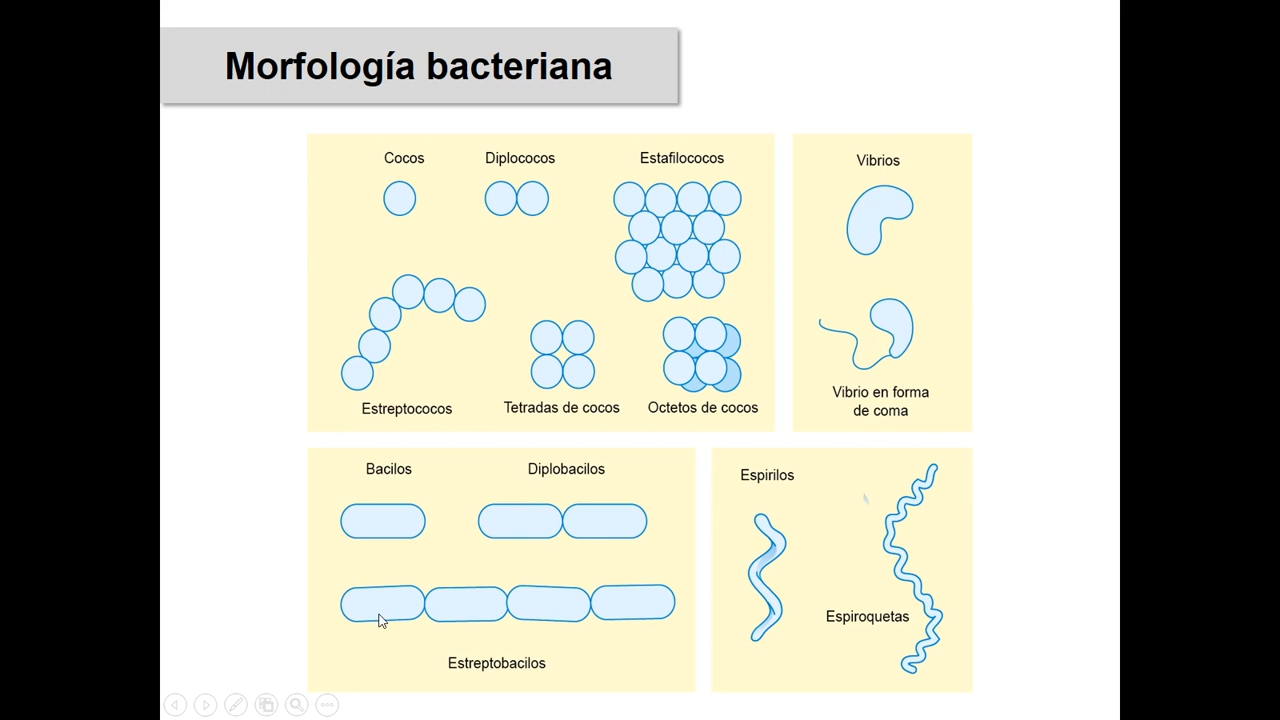 Morfología bacteriana
Cocos
Diplococos
Estafilococos
Estreptococos
Tetradas de cocos
Octetos de cocos
Vibrios
Vibrio en forma
de coma
Bacilos
Diplobacilos
Estreptobacilos
Espirilos
Espiroquetas